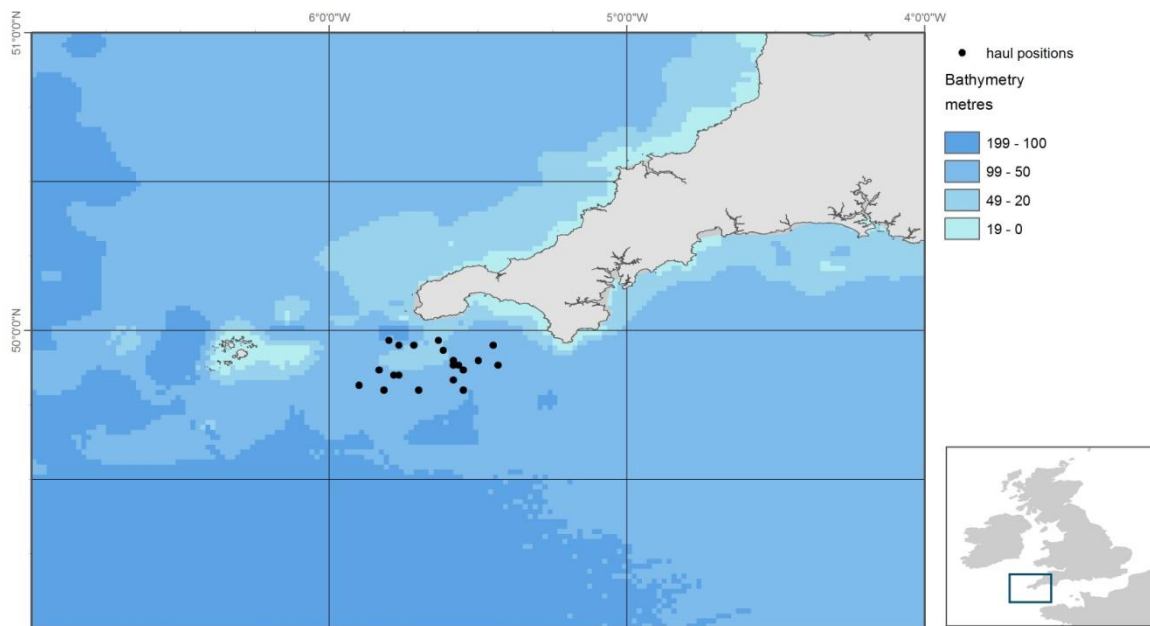 6°0'0"W
5°0'0"W
4°0'0"W
51°0'0"N
50°0'0"N
haul positions
Bathymetry
metres
199 - 100
99 - 50
49 - 20
19 - 0